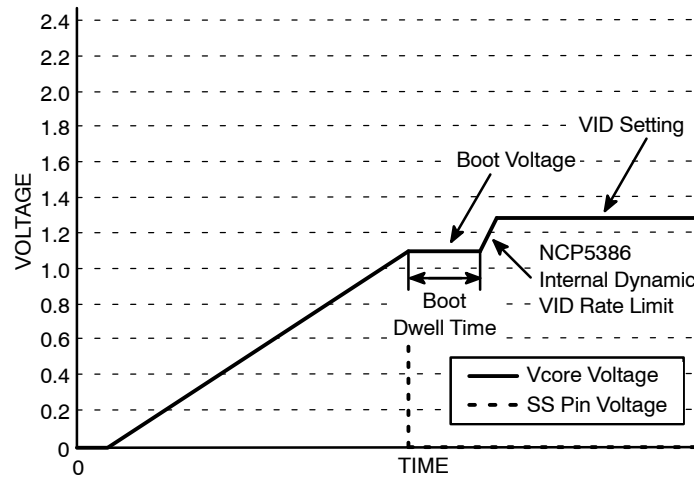 2.4
2.2
2.0
1.8
1.6
1.4
1.2
1.0
0.8
0.6
0.4
0.2
0
VOLTAGE
VID Setting
Boot Voltage
NCP5386
Internal Dynamic
VID Rate Limit
Boot
Dwell Time
Vcore Voltage
SS Pin Voltage
0
TIME